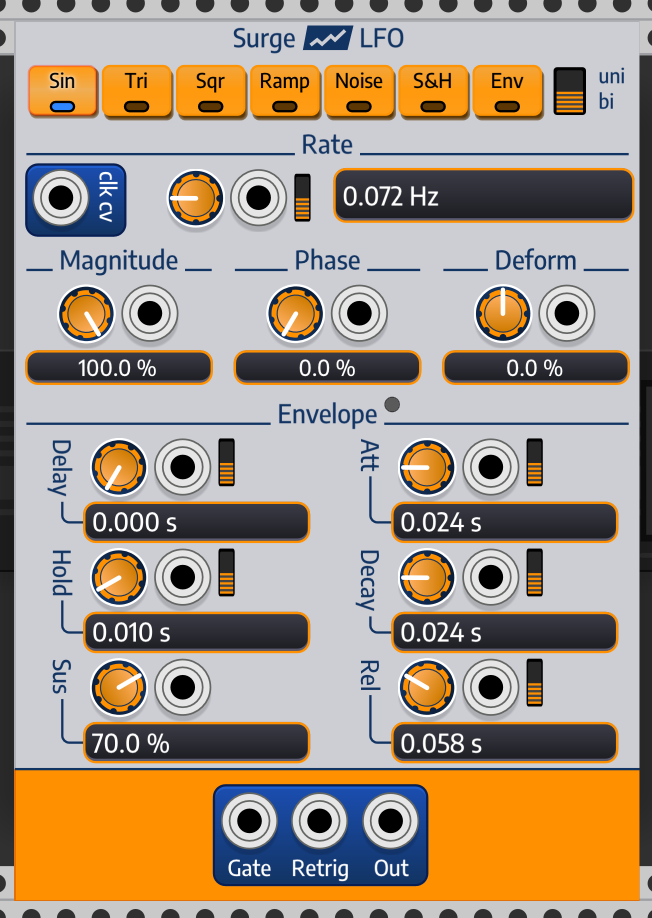 Surge LFO
Sin Tri Sqr Ramp Noise S&H Env uni
bi
Rate
clk cv 0.072 Hz
Magnitude Phase Deform
100.0 % 0.0 % 0.0 %
Envelope
Delay Att
0.000 s 0.024 s
Hold Decay
0.010 s 0.024 s
Sus Rel
70.0 % 0.058 s
Gate Retrig Out